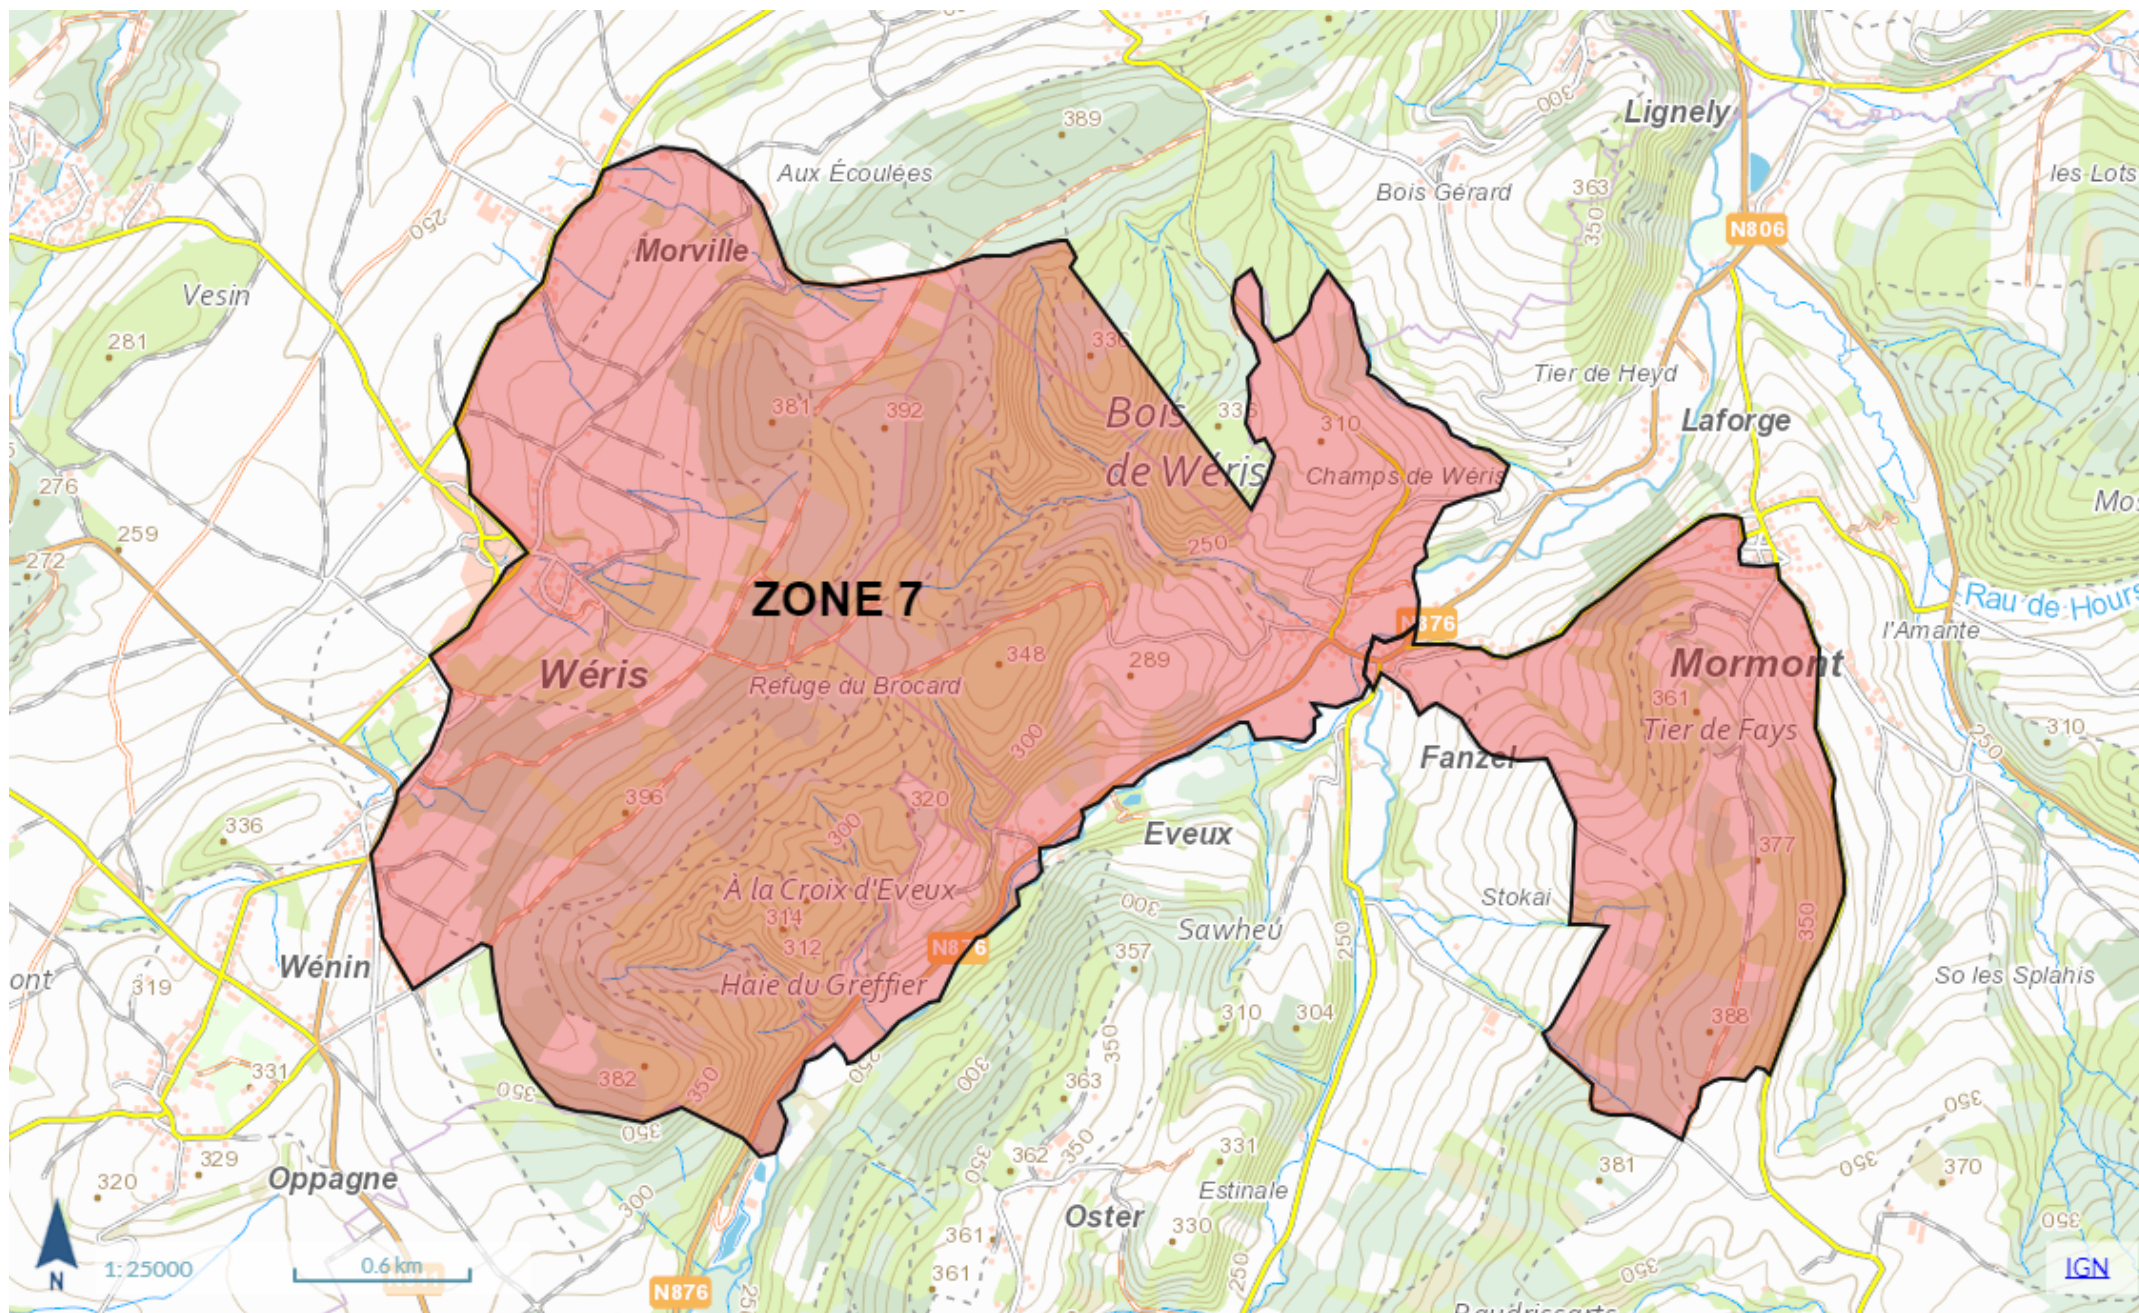 Lignely
389
300
Aux Écoulées
Bois Gérard
363
les Lots
350
N806
250
Morville
Vesin
281
336
Tier de Heyd
381
392
Bois
335
310
Laforge
de Wéris
Champs de Wéris
276
259
272
250
ZONE 7
Rau de Hours
N876
l'Amante
Wéris
348
289
Mormont
Refuge du Brocard
361
Tier de Fays
310
300
250
Fanzel
396
320
336
300
Eveux
377
À la Croix d'Eveux
Stokai
300
314
350
Sawheu
312
N876
357
250
Wénin
ont
319
Haie du Greffier
So les Splahis
310
304
388
350
331
382
350
250
300
363
350
350
350
331
350
350
329
362
381
370
320
Oppagne
Estinale
300
Oster
330
361
350
N
1:25000
0.6 km
250
361
350
IGN
N876